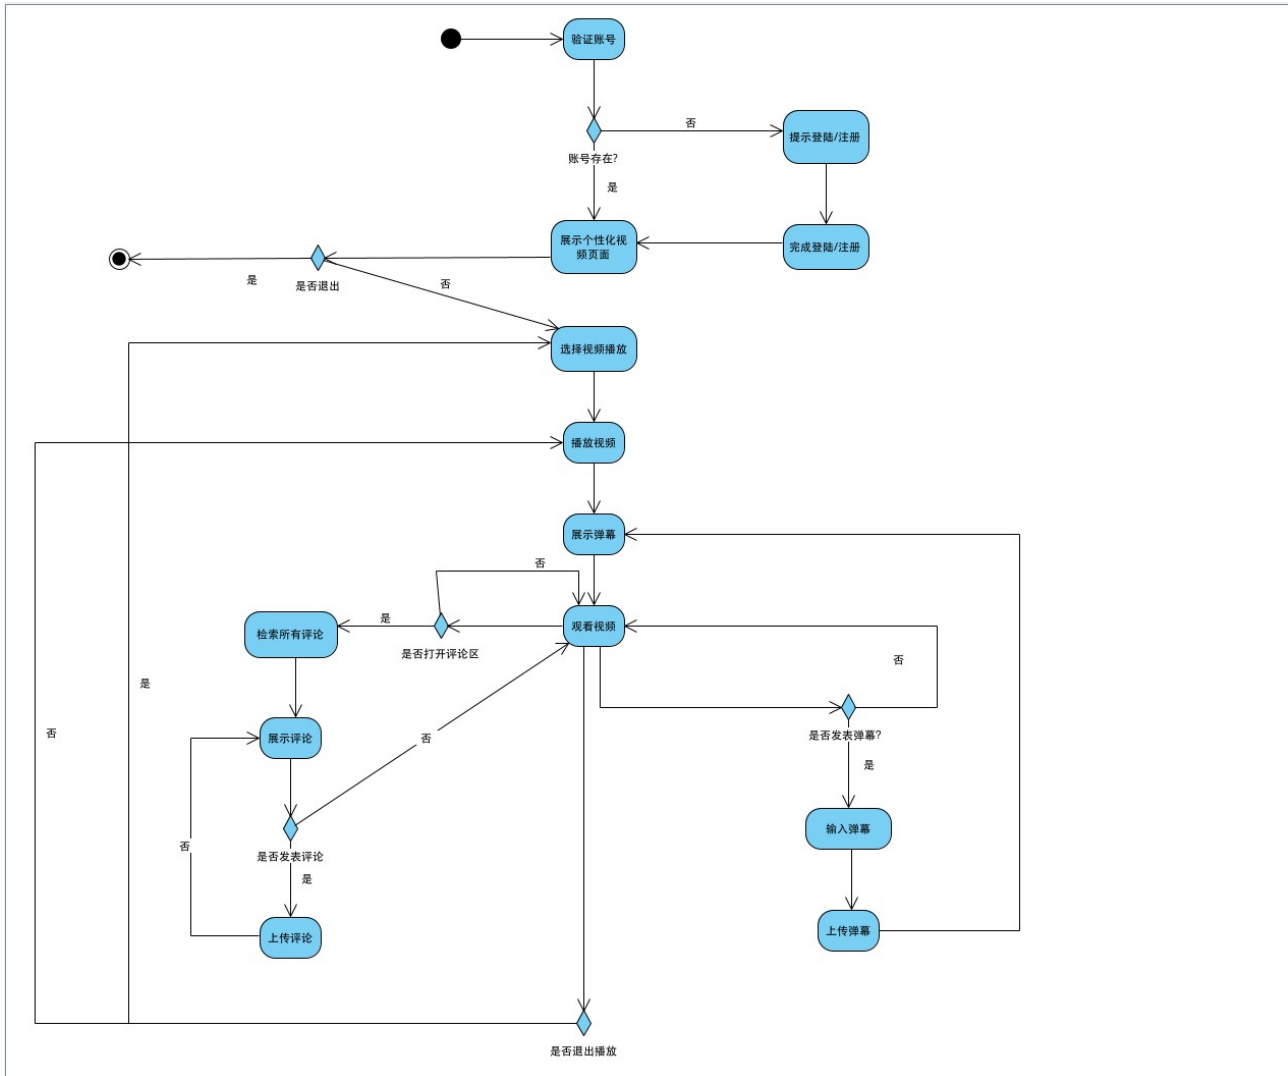 验证账号
否
提示登陆/注册
账号存在?
是
展示个性化视
频页面
完成登陆/注册
是
是否退出
否
选择视频播放
播放视频
展示弹幕
否
是
检索所有评论
是否打开评论区
观看视频
否
是
否
展示评论
否
是否发表弹幕?
是
输入弹幕
否
是否发表评论
是
上传评论
上传弹幕
是否退出播放